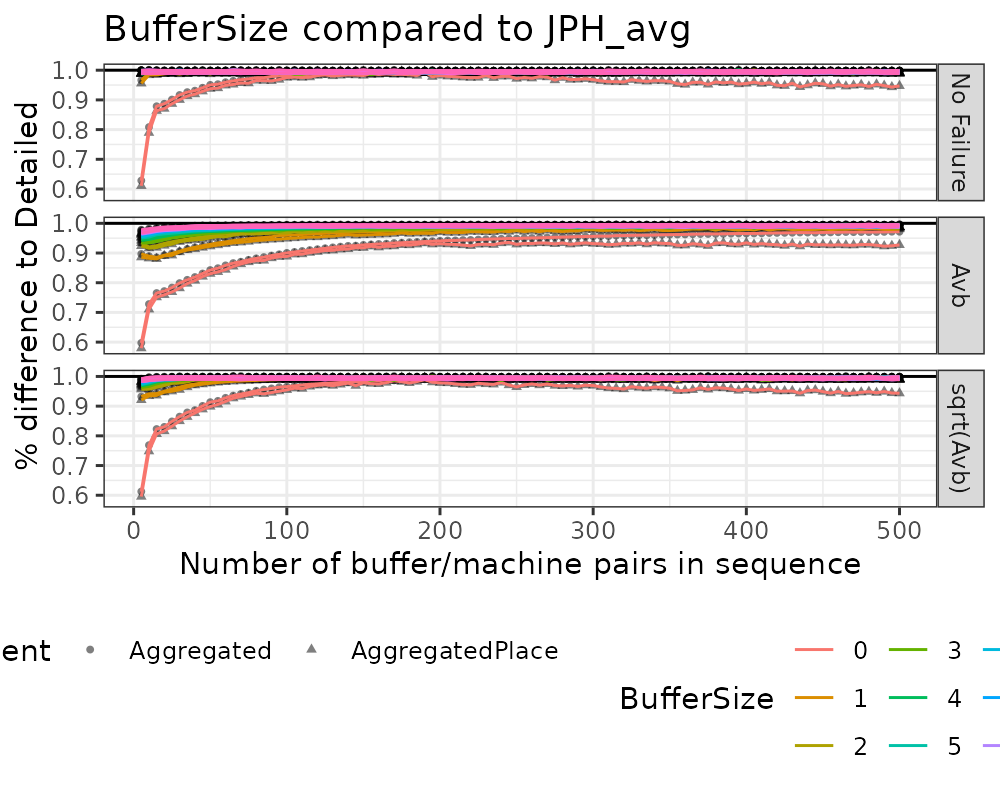 BufferSize compared to JPH_avg
% difference to Detailed
1.0
0.9
0.8
0.7
0.6
No Failure
1.0
0.9
0.8
0.7
0.6
Avb
1.0
0.9
0.8
0.7
0.6
sqrt(Avb)
0 100 200 300 400 500
Number of buffer/machine pairs in sequence
ent Aggregated AggregatedPlace
BufferSize
0 3
1 4
2 5